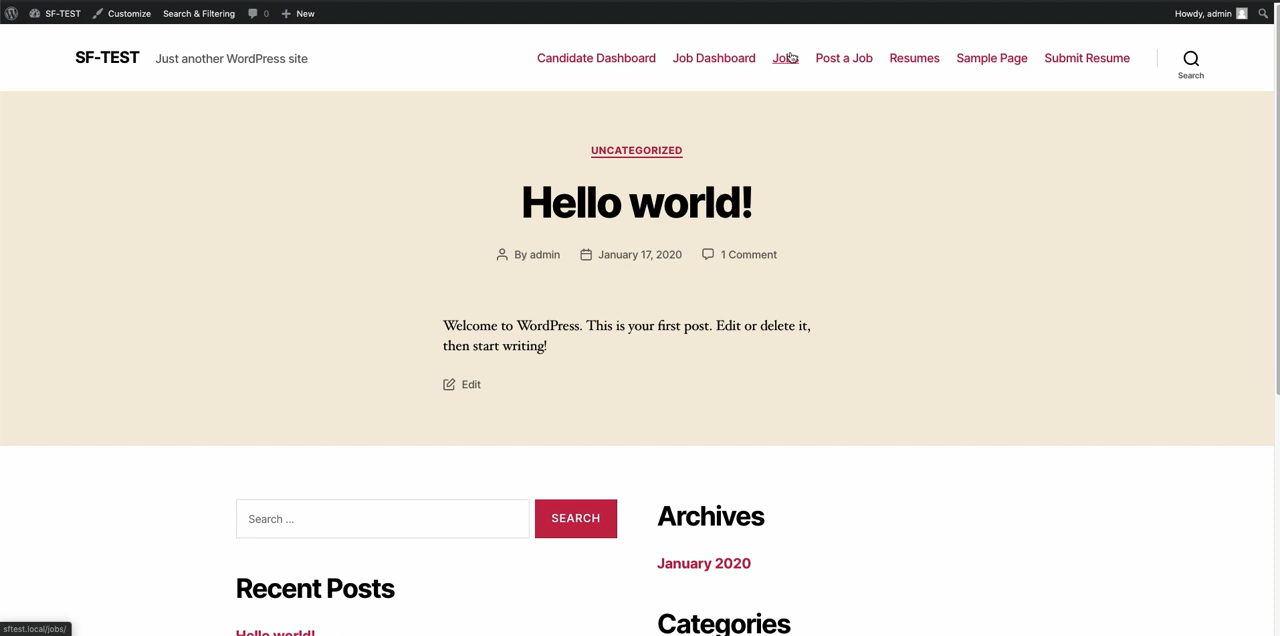 SF-TEST Customize Search & Filtering 0 New Howdy, admin
SF-TEST Just another WordPress site Candidate Dashboard Job Dashboard Jobs Post a Job Resumes Sample Page Submit Resume
Search
UNCATEGORIZED
Hello world!
By admin January 17, 2020 1 Comment
Welcome to WordPress. This is your first post. Edit or delete it,
then start writing!
Edit
Search ... SEARCH
Archives
January 2020
Recent Posts
Categories
Hello world!
sftest.local/jobs/